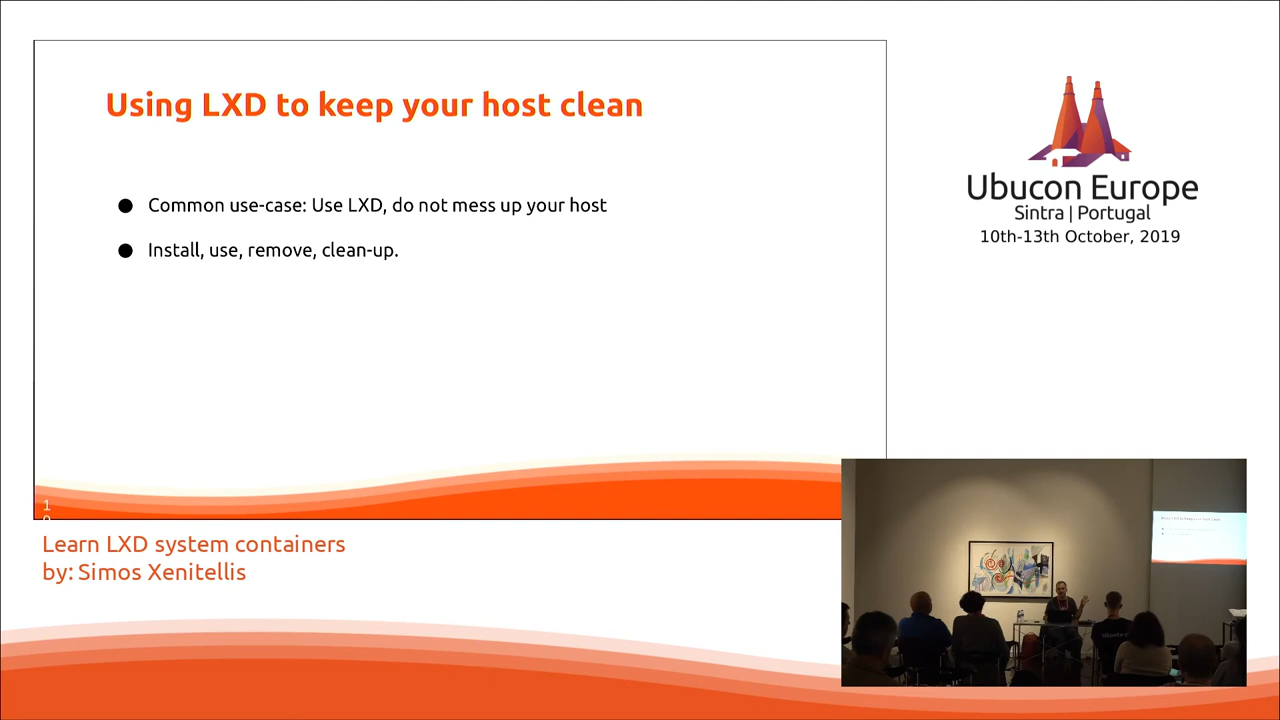 Using LXD to keep your host clean
Common use-case: Use LXD, do not mess up your host
Install, use, remove, clean-up.
Learn LXD system containers
by: Simos Xenitellis
Ubucon Europe
Sintra | Portugal
10th-13th October, 2019